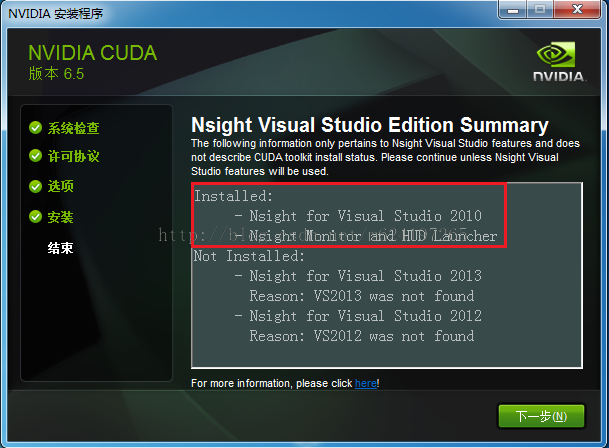 NVIDIA 安装程序
NVIDIA CUDA
版本 6.5
NVIDIA.
系统检查
许可协议
选项
安装
结束
Nsight Visual Studio Edition Summary
The following information only pertains to Nsight Visual Studio features and does
not describe CUDA toolkit install status. Please continue unless Nsight Visual
Studio features will be used.
Installed:
- Nsight for Visual Studio 2010
- Nsight Monitor and HUD Launcher
Not Installed:
- Nsight for Visual Studio 2013
Reason: VS2013 was not found
- Nsight for Visual Studio 2012
Reason: VS2012 was not found
For more information, please click here!
下一步(N)